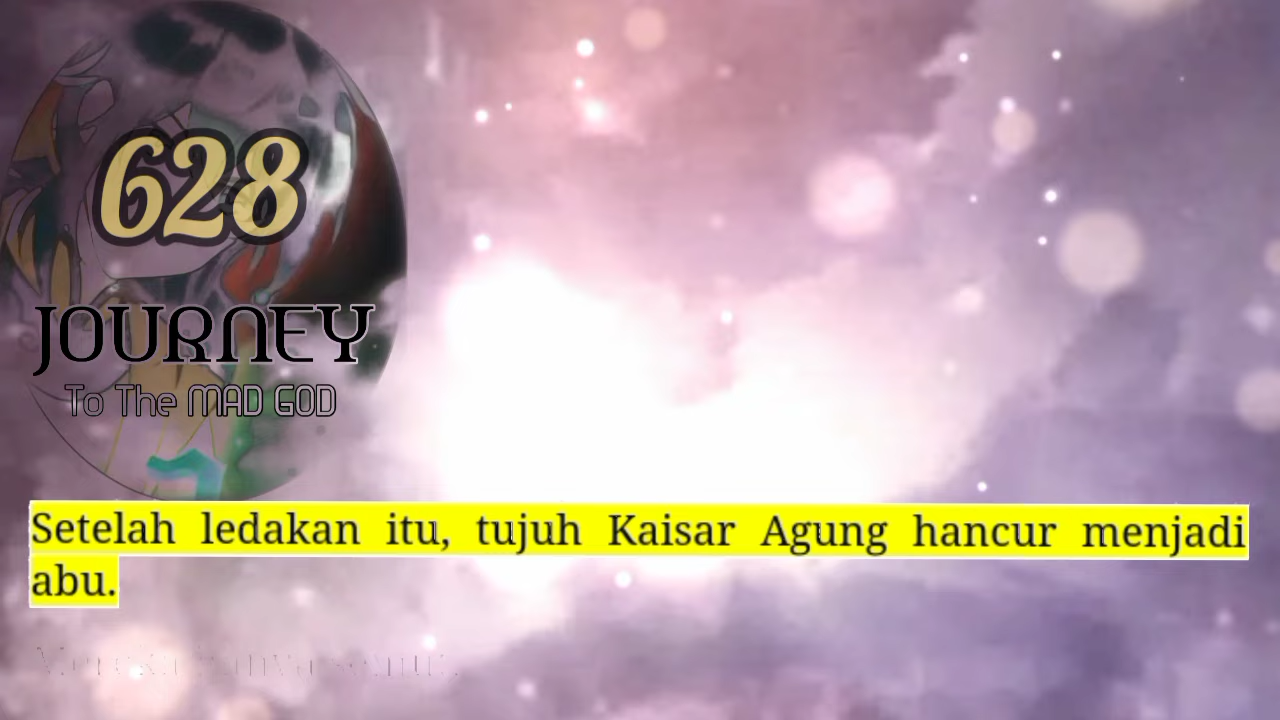 628
JOURNEY
To The MAD GOD
Setelah ledakan itu, tujuh Kaisar Agung hancur menjadi
abu.